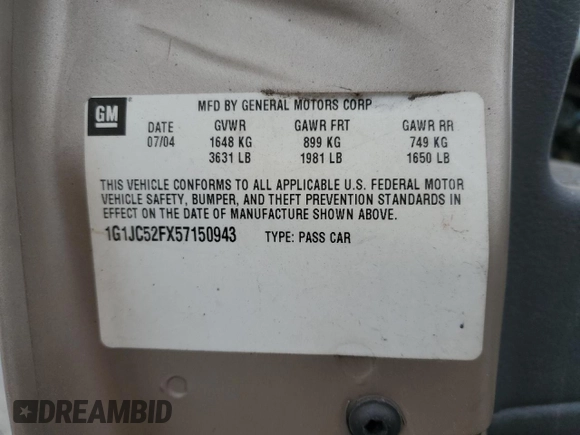 GM
MFD BY GENERAL MOTORS CORP
DATE GVWR GAWR FRT GAWR RR
07/04 1648 KG 899 KG 749 KG
3631 LB 1981 LB 1650 LB
THIS VEHICLE CONFORMS TO ALL APPLICABLE U.S. FEDERAL MOTOR
VEHICLE SAFETY, BUMPER, AND THEFT PREVENTION STANDARDS IN
EFFECT ON THE DATE OF MANUFACTURE SHOWN ABOVE.
1G1JC52FX57150943 TYPE: PASS CAR
DREAMBID